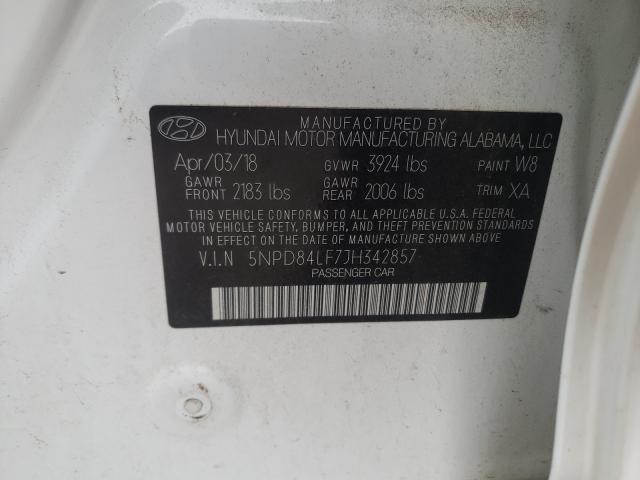 MANUFACTURED BY
HYUNDAI MOTOR MANUFACTURING ALABAMA, LLC
Apr/03/18 GVWR 3924 lbs PAINT W8
GAWR FRONT 2183 lbs GAWR REAR 2006 lbs TRIM XA
THIS VEHICLE CONFORMS TO ALL APPLICABLE U.S.A. FEDERAL
MOTOR VEHICLE SAFETY, BUMPER, AND THEFT PREVENTION
STANDARDS IN EFFECT ON THE DATE OF MANUFACTURE SHOWN ABOVE
V.I.N 5NPD84LF7JH342857
PASSENGER CAR